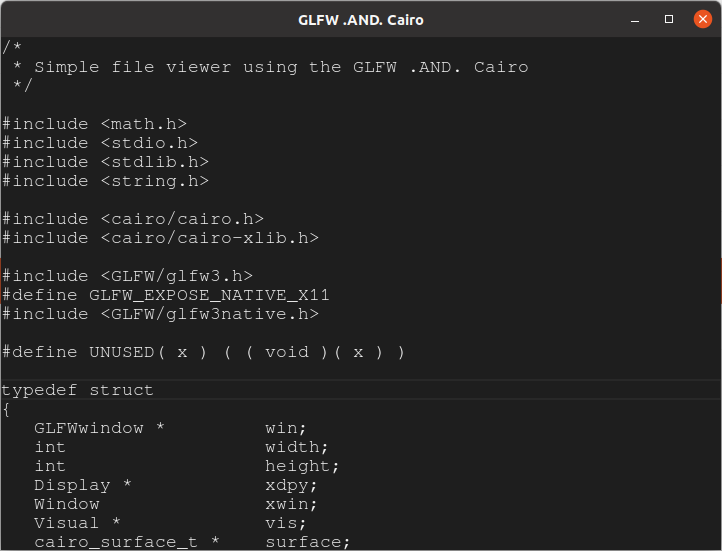 GLFW .AND. Cairo
/*
 * Simple file viewer using the GLFW .AND. Cairo
 */
#include <math.h>
#include <stdio.h>
#include <stdlib.h>
#include <string.h>
#include <cairo/cairo.h>
#include <cairo/cairo-xlib.h>
#include <GLFW/glfw3.h>
#define GLFW_EXPOSE_NATIVE_X11
#include <GLFW/glfw3native.h>
#define UNUSED( x ) ( ( void )( x ) )
typedef struct
{
   GLFWwindow *         win;
   int                  width;
   int                  height;
   Display *            xdpy;
   Window               xwin;
   Visual *             vis;
   cairo_surface_t *    surface;